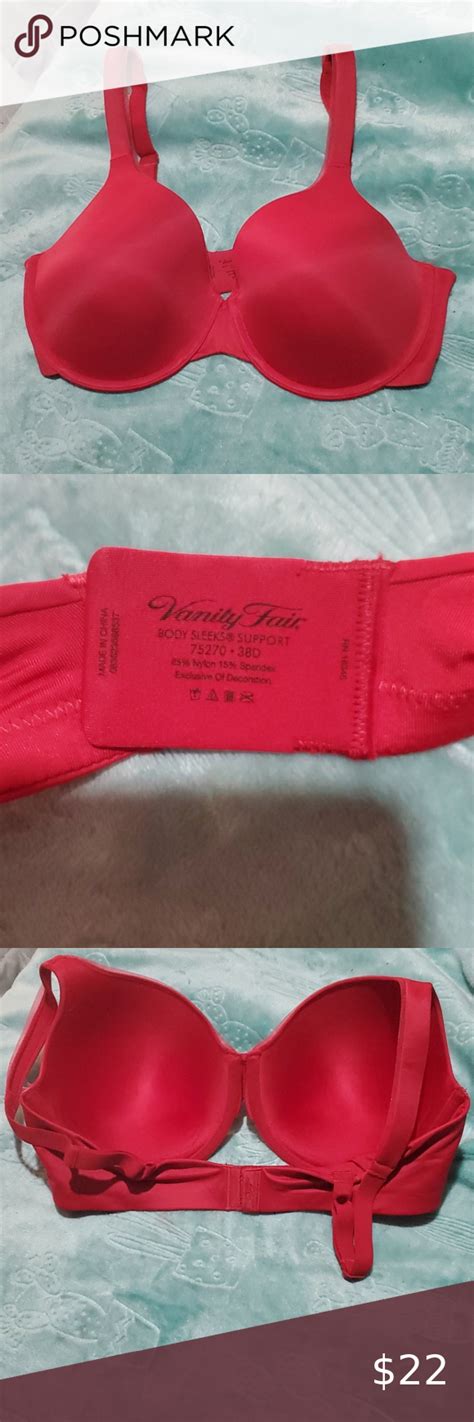 POSHMARK
Vanity Fair
BODY SLEEKS® SUPPORT
75270 • 38D
85% Nylon 15% Spandex
Exclusive Of Decoration
MADE IN CHINA
$22